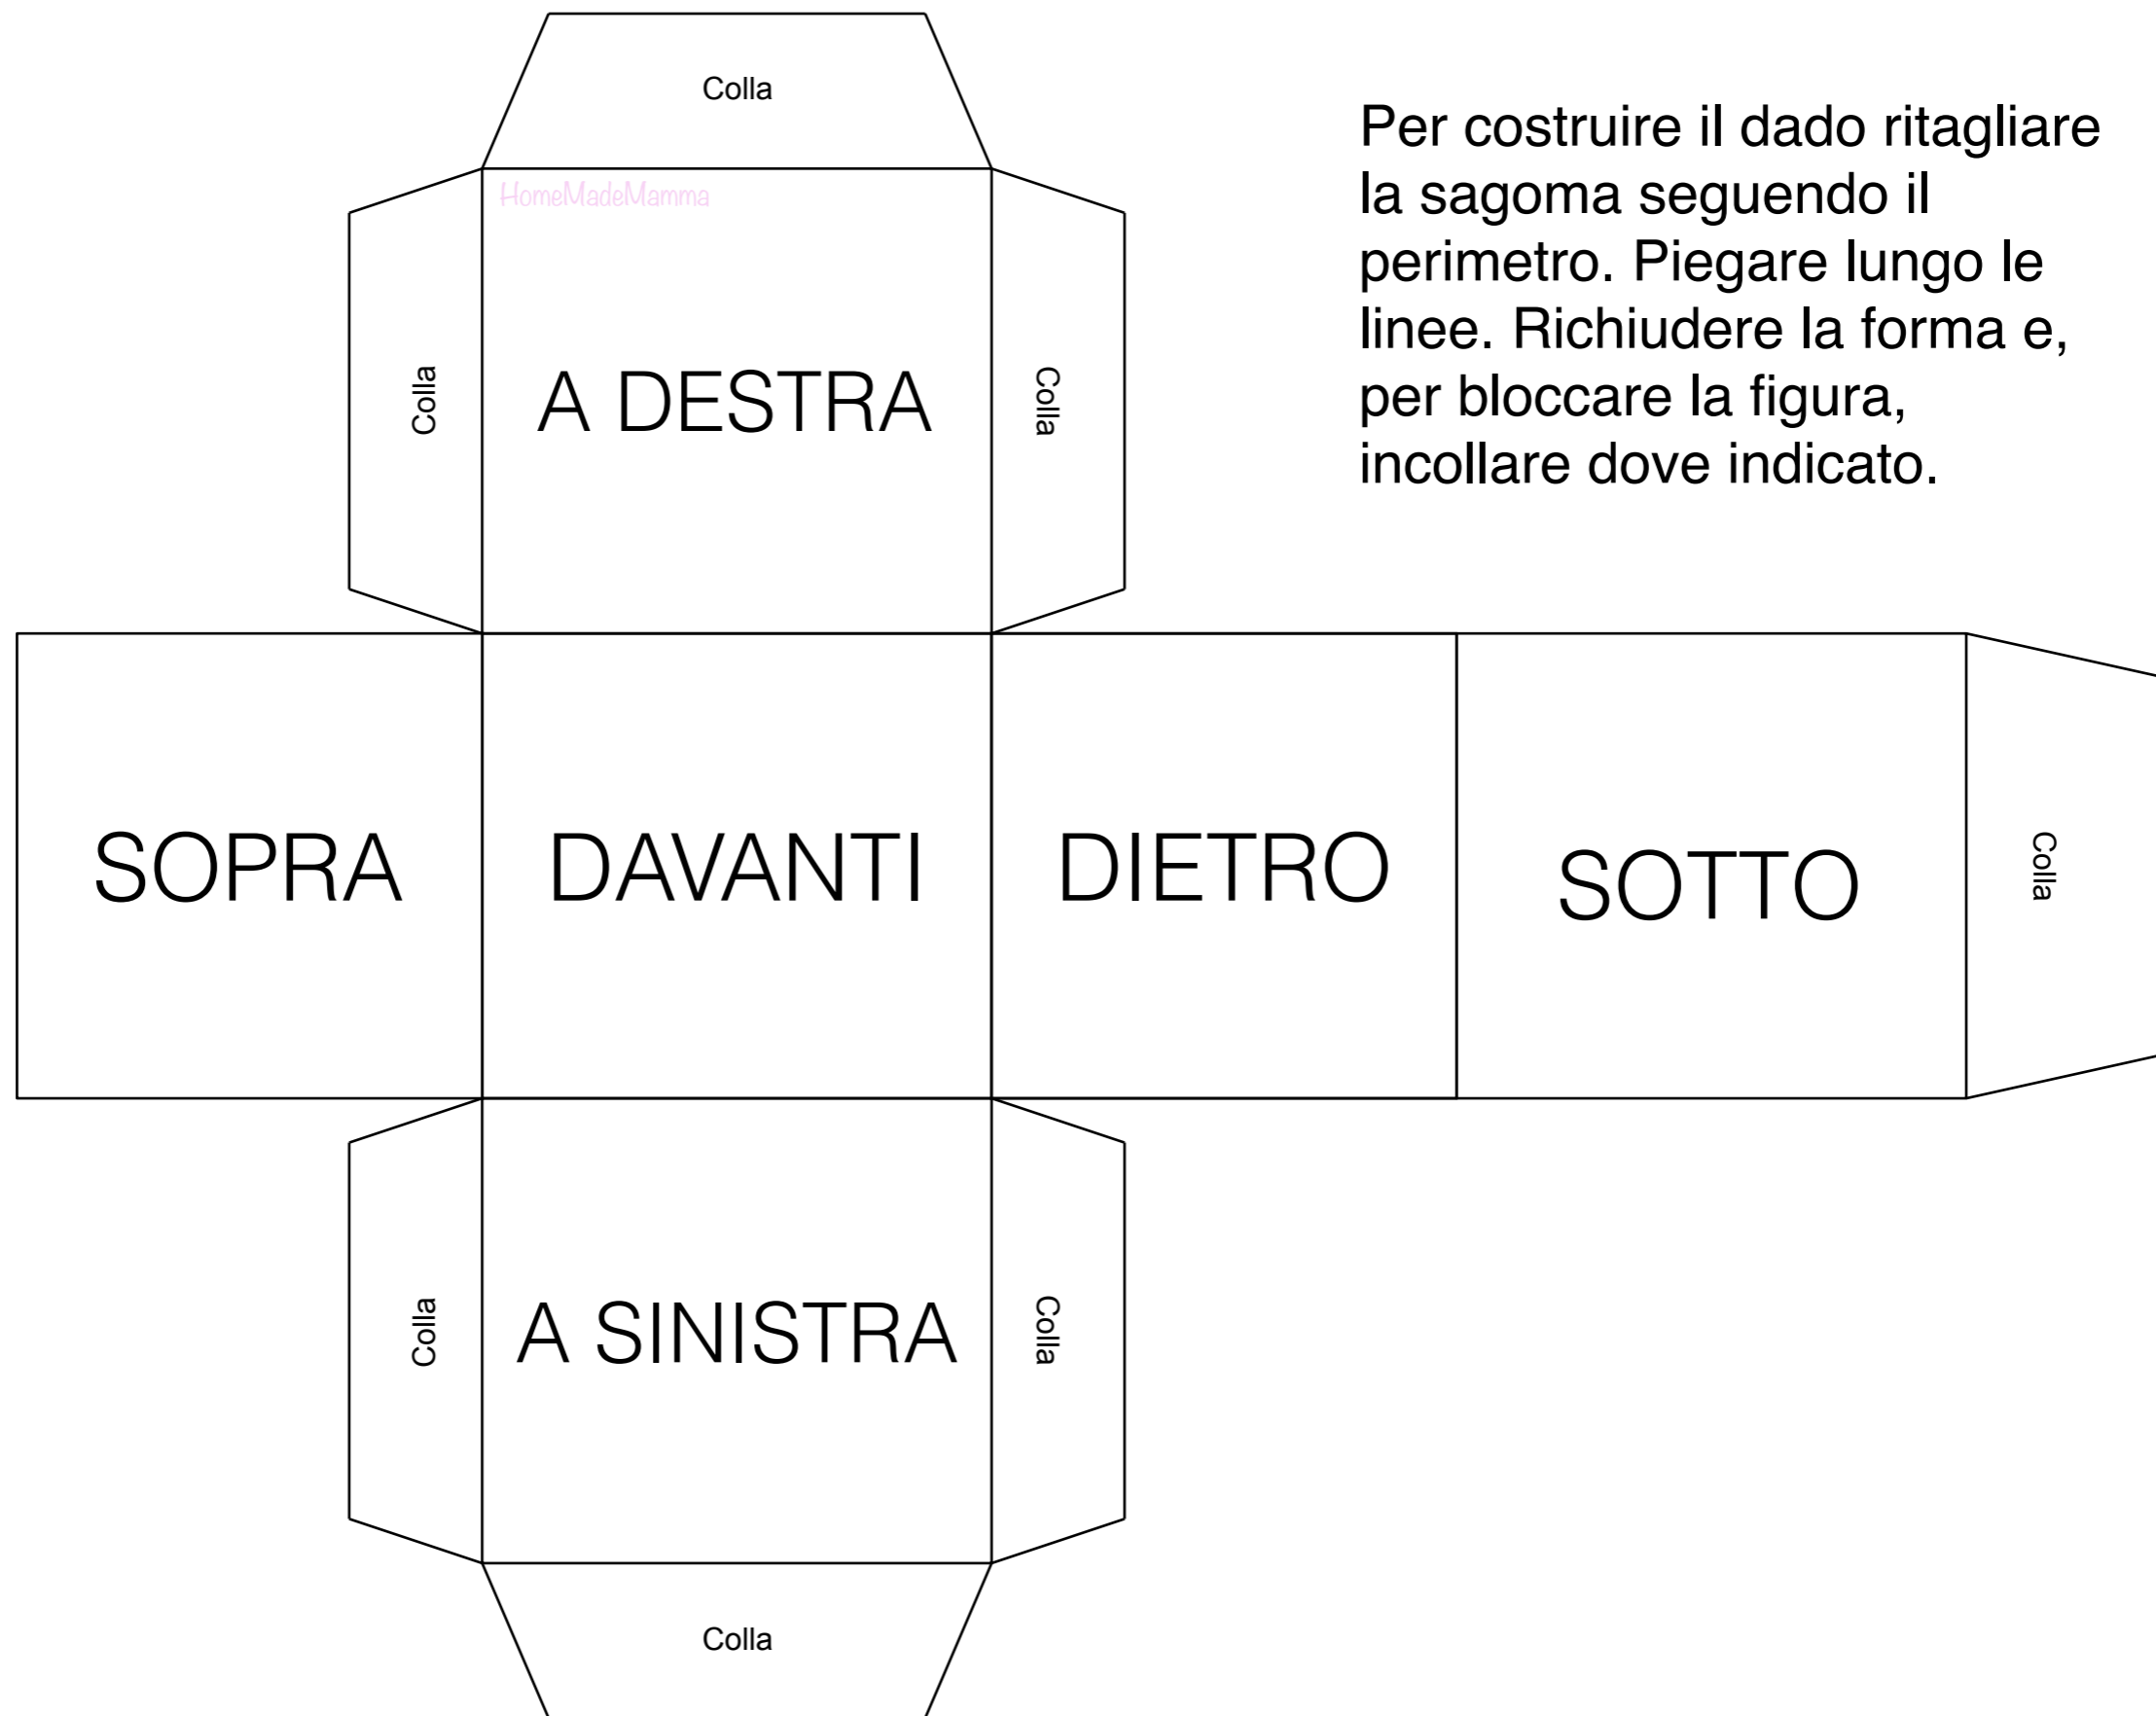 Colla
Per costruire il dado ritagliare
la sagoma seguendo il
perimetro. Piegare lungo le
linee. Richiudere la forma e,
per bloccare la figura,
incollare dove indicato.
HomeMadeMamma
Colla
A DESTRA
Colla
SOPRA
DAVANTI
DIETRO
SOTTO
Colla
Colla
A SINISTRA
Colla
Colla